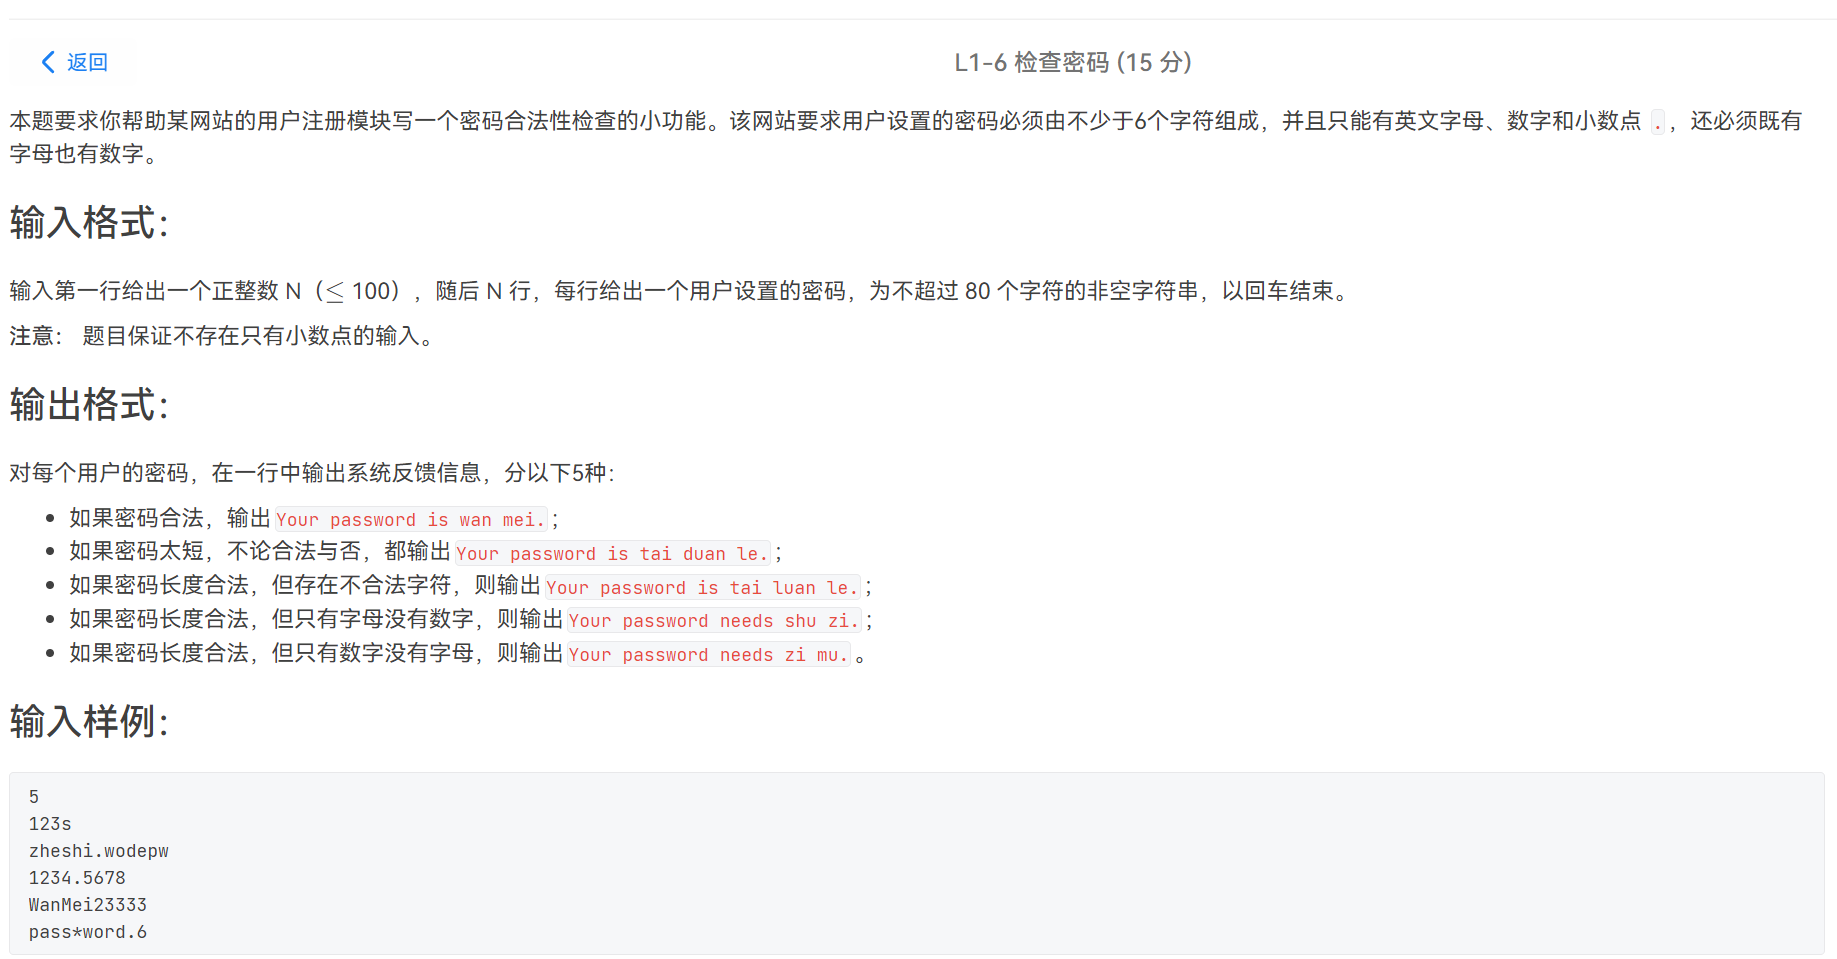 返回
L1-6 检查密码 (15 分)
本题要求你帮助某网站的用户注册模块写一个密码合法性检查的小功能。该网站要求用户设置的密码必须由不少于6个字符组成，并且只能有英文字母、数字和小数点 .，还必须既有
字母也有数字。
输入格式：
输入第一行给出一个正整数 N（≤ 100），随后 N 行，每行给出一个用户设置的密码，为不超过 80 个字符的非空字符串，以回车结束。
注意： 题目保证不存在只有小数点的输入。
输出格式：
对每个用户的密码，在一行中输出系统反馈信息，分以下5种：
• 如果密码合法，输出Your password is wan mei.；
• 如果密码太短，不论合法与否，都输出Your password is tai duan le.；
• 如果密码长度合法，但存在不合法字符，则输出Your password is tai luan le.；
• 如果密码长度合法，但只有字母没有数字，则输出Your password needs shu zi.；
• 如果密码长度合法，但只有数字没有字母，则输出Your password needs zi mu.。
输入样例：
5
123s
zheshi.wodepw
1234.5678
WanMei23333
pass*word.6